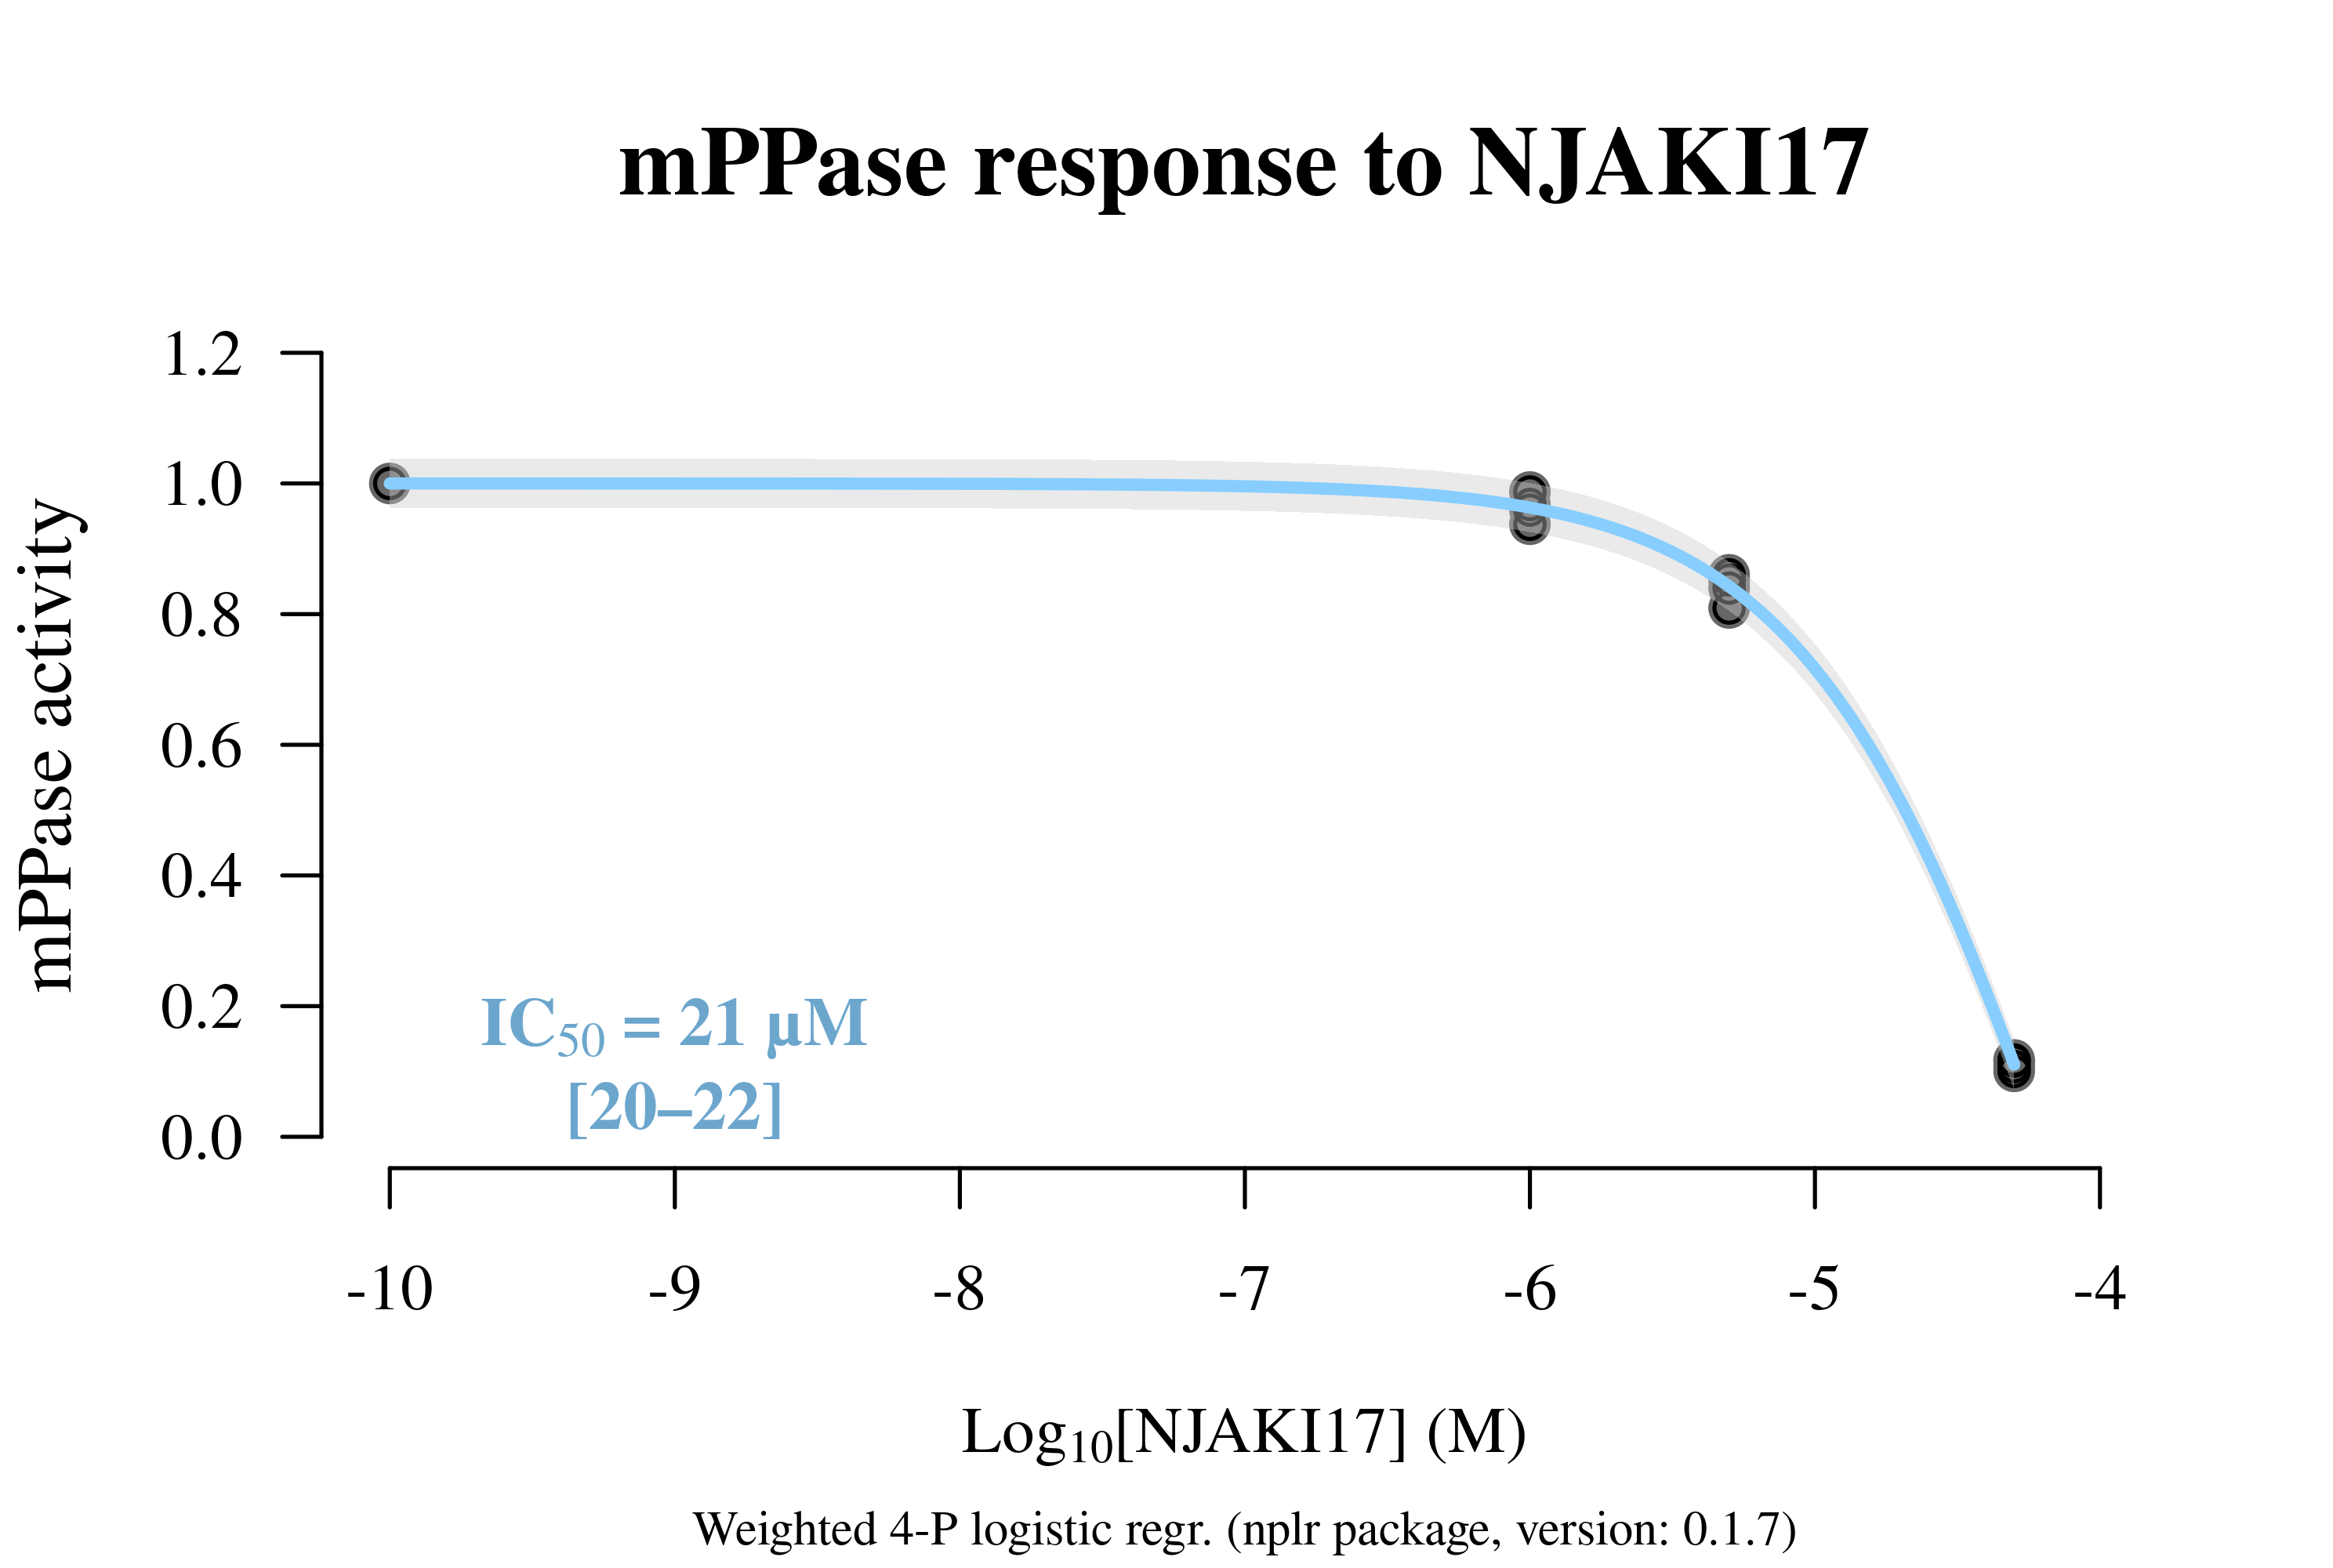 mPPase response to NJAKI17
mPPase activity
1.2
1.0
0.8
0.6
0.4
0.2
0.0
IC50 = 21 μM
[20–22]
-10 -9 -8 -7 -6 -5 -4
Log10[NJAKI17] (M)
Weighted 4-P logistic regr. (nplr package, version: 0.1.7)